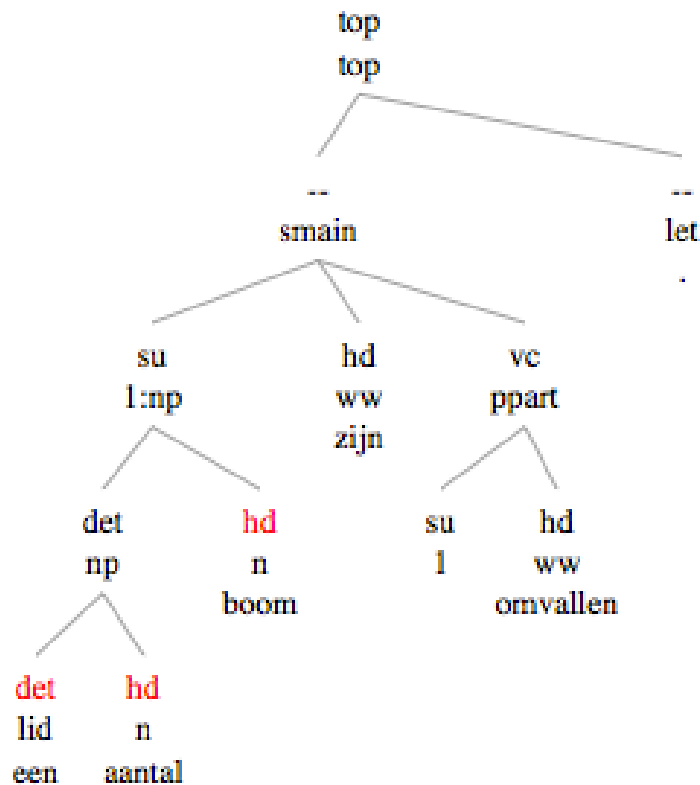 top
top
-- --
smain let
.
su hd vc
1:np ww ppart
zijn
det hd su hd
np n 1 ww
boom omvallen
det hd
lid n
een aantal